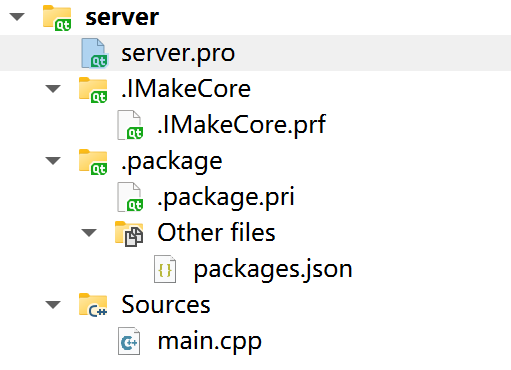 server
server.pro
.IMakeCore
.IMakeCore.prf
.package
.package.pri
Other files
packages.json
Sources
main.cpp